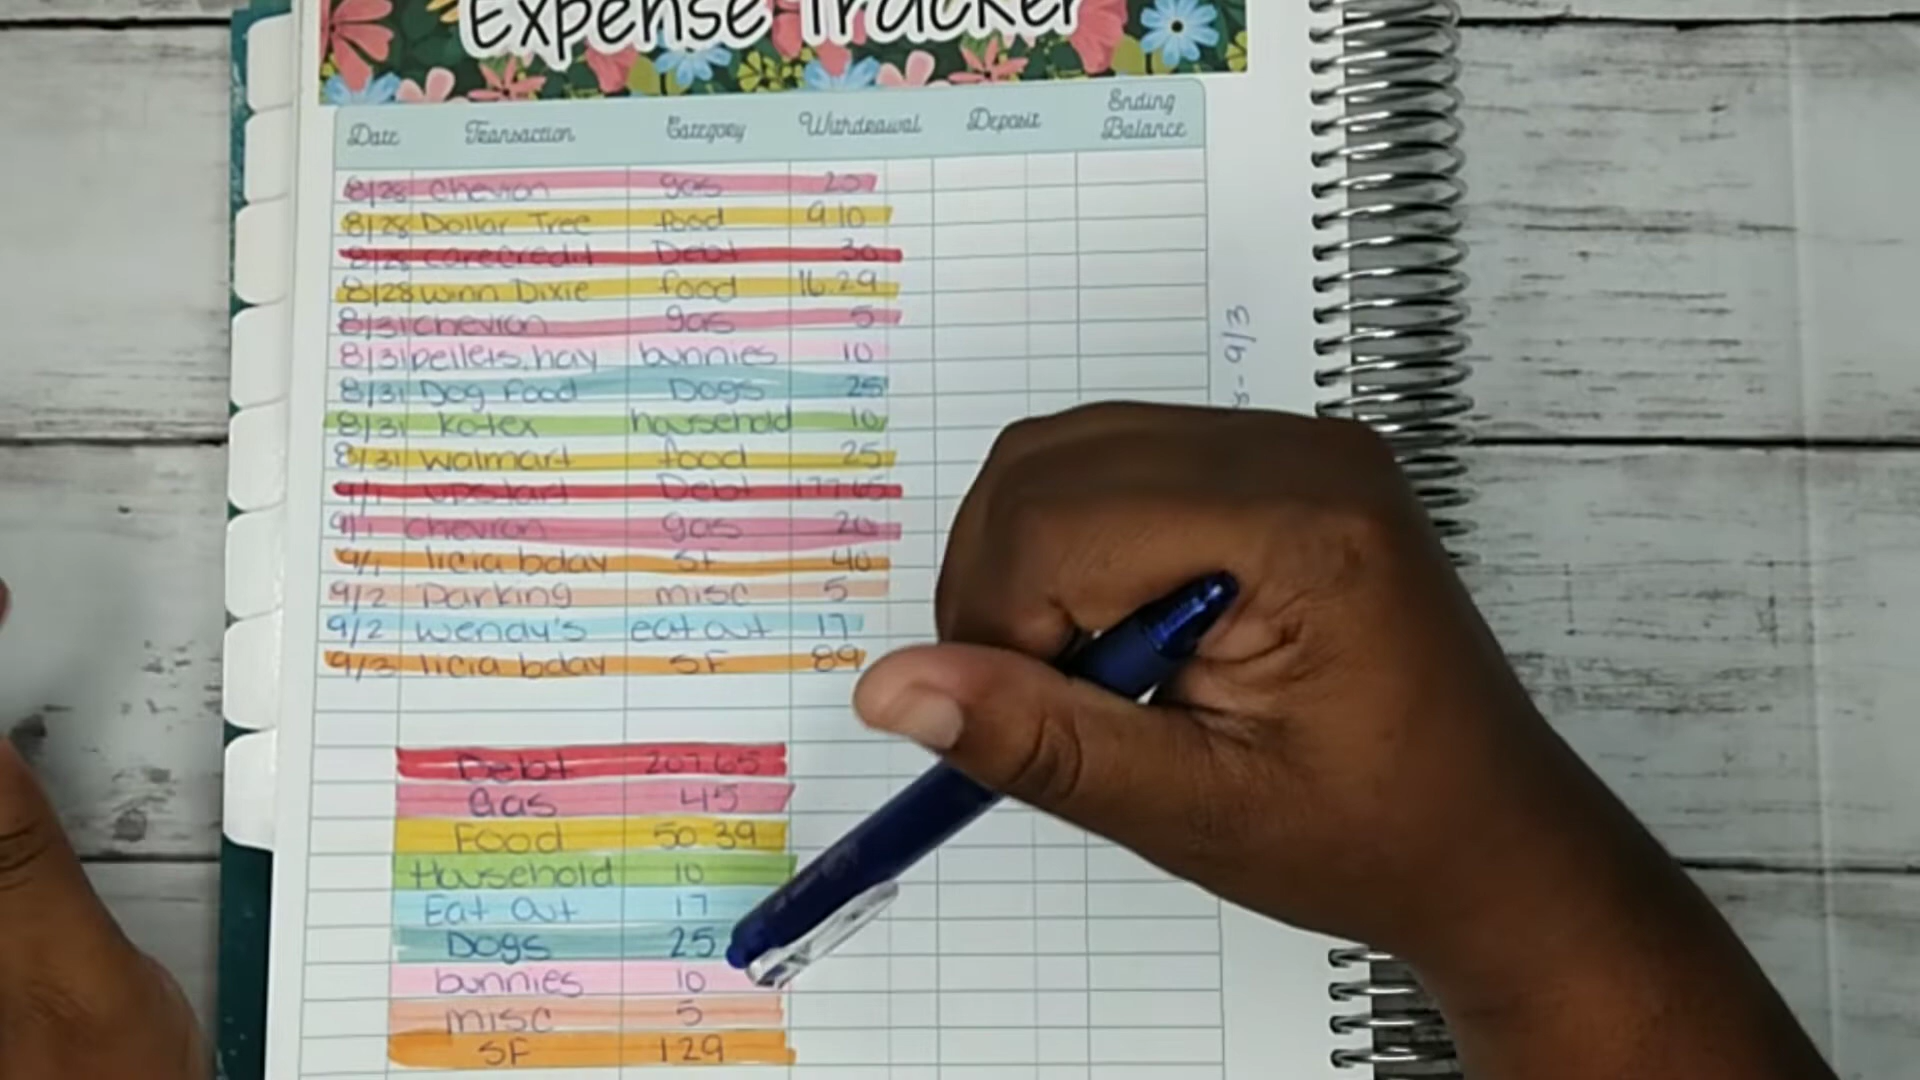 Expense Tracker
Date Transaction Category Withdrawal Deposit Ending Balance
8/28 Chevron gas 20
8/28 Dollar Tree food 9.10
8/28 carecredit Debt 30
8/28 Winn Dixie food 16.29
8/31 Chevron gas 5
8/31 pellets, hay bunnies 10
8/31 Dog Food Dogs 25
8/31 Kotex household 10
8/31 walmart food 25
9/1 upstart Debt 177.65
9/1 Chevron gas 20
9/1 licia bday SF 40
9/2 Parking misc 5
9/2 Wendy's eat out 17
9/3 licia bday SF 89
Debt 207.65
Gas 45
Food 50.39
Household 10
Eat Out 17
Dogs 25
bunnies 10
misc 5
SF 129
- 9/3